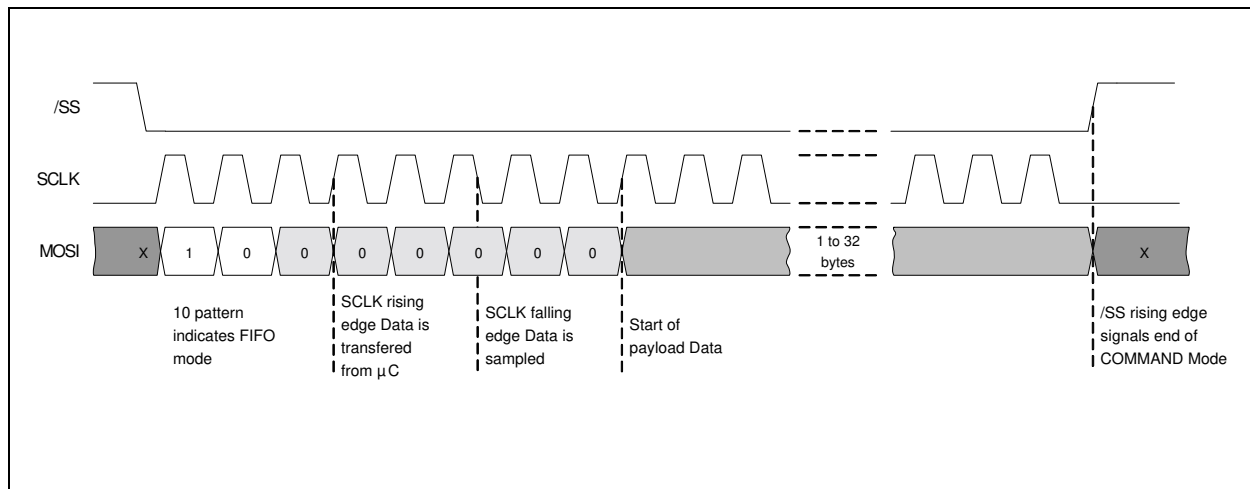 /SS
SCLK
MOSI
X
1
0
0
0
0
0
0
0
1 to 32
bytes
X
10 pattern
indicates FIFO
mode
SCLK rising
edge Data is
transfered
from µC
SCLK falling
edge Data is
sampled
Start of
payload Data
/SS rising edge
signals end of
COMMAND Mode